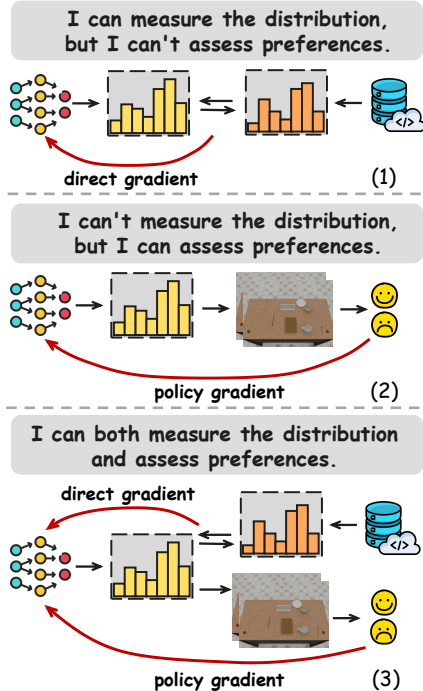 I can measure the distribution,
but I can't assess preferences.
</>
direct gradient
(1)
I can't measure the distribution,
but I can assess preferences.
policy gradient
(2)
I can both measure the distribution
and assess preferences.
direct gradient
</>
policy gradient
(3)